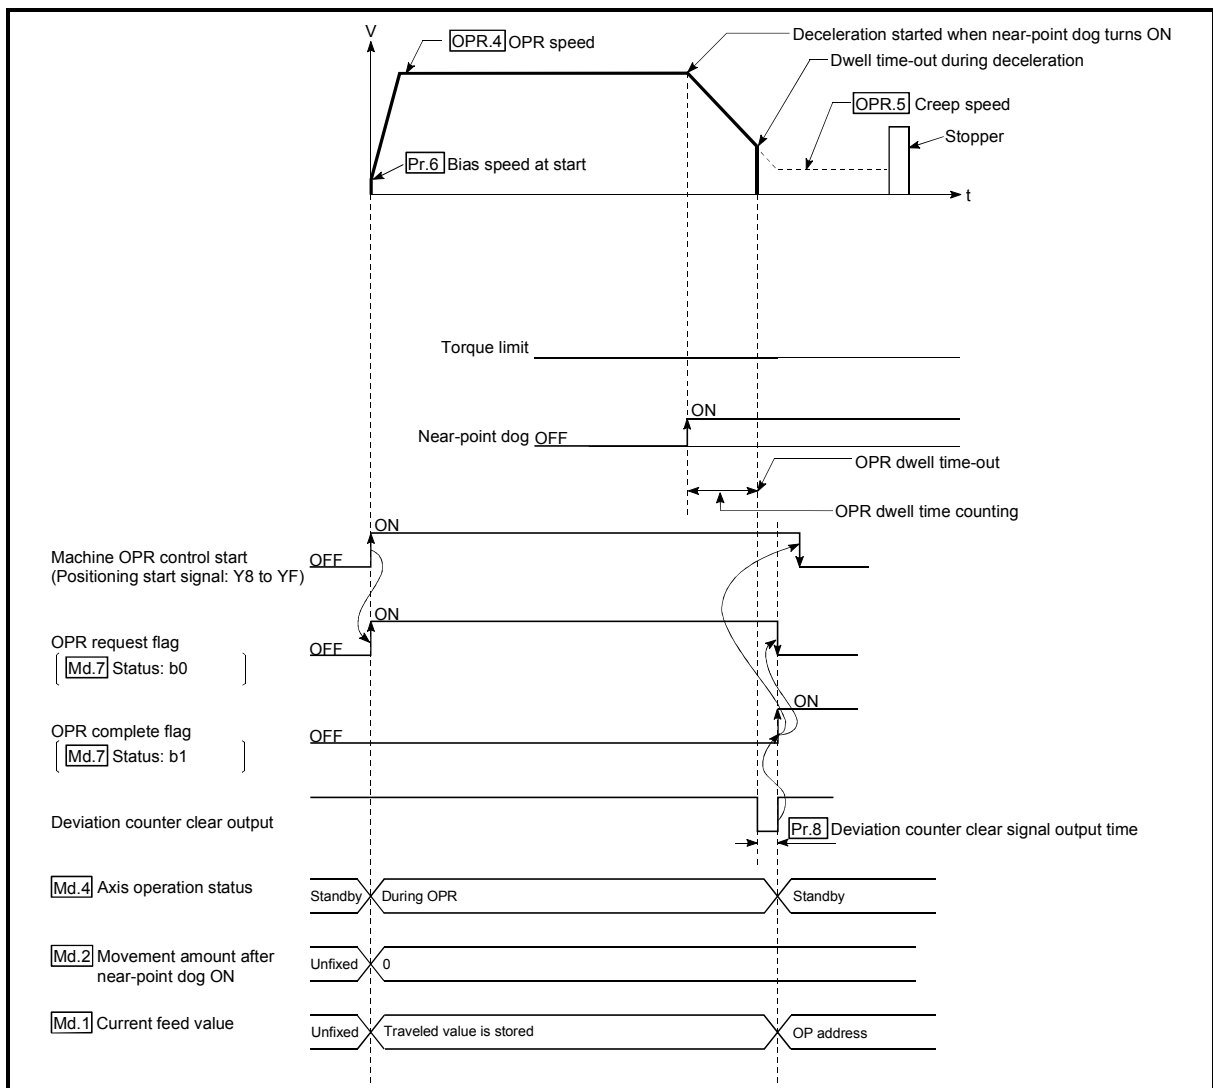 V
OPR.4 OPR speed
Deceleration started when near-point dog turns ON
Dwell time-out during deceleration
OPR.5 Creep speed
Stopper
Pr.6 Bias speed at start
t
Torque limit
ON
Near-point dog OFF
OPR dwell time-out
OPR dwell time counting
ON
Machine OPR control start
(Positioning start signal: Y8 to YF)
OFF
ON
OPR request flag
OFF
Md.7 Status: b0
ON
OPR complete flag
OFF
Md.7 Status: b1
Deviation counter clear output
Pr.8 Deviation counter clear signal output time
Md.4 Axis operation status
Standby
During OPR
Standby
Md.2 Movement amount after
near-point dog ON
Unfixed
0
Md.1 Current feed value
Unfixed
Traveled value is stored
OP address